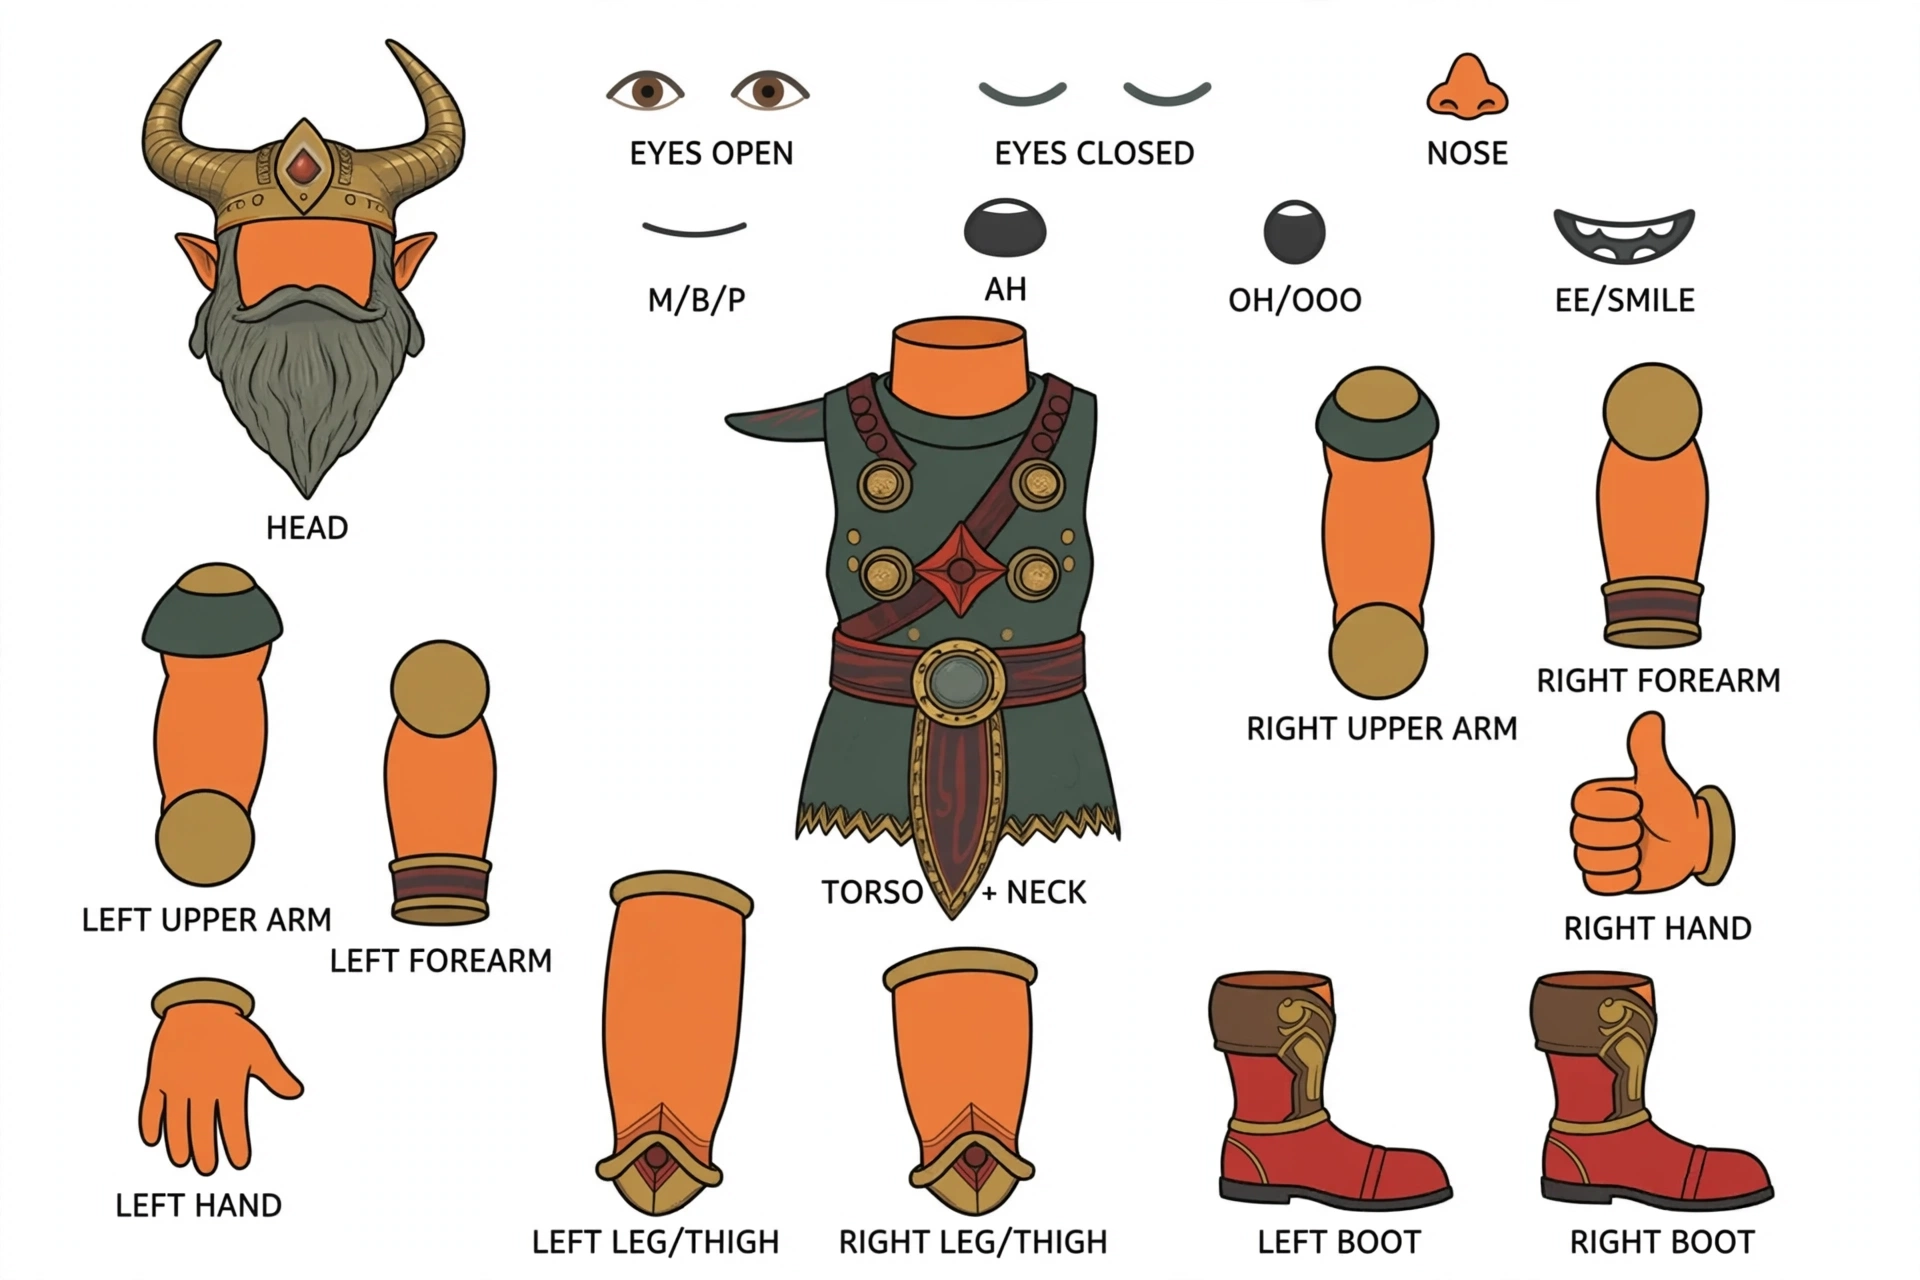 EYES OPEN
EYES CLOSED
NOSE
M/B/P
AH
OH/OOO
EE/SMILE
HEAD
RIGHT UPPER ARM
RIGHT FOREARM
LEFT UPPER ARM
LEFT FOREARM
TORSO + NECK
RIGHT HAND
LEFT HAND
LEFT LEG/THIGH
RIGHT LEG/THIGH
LEFT BOOT
RIGHT BOOT